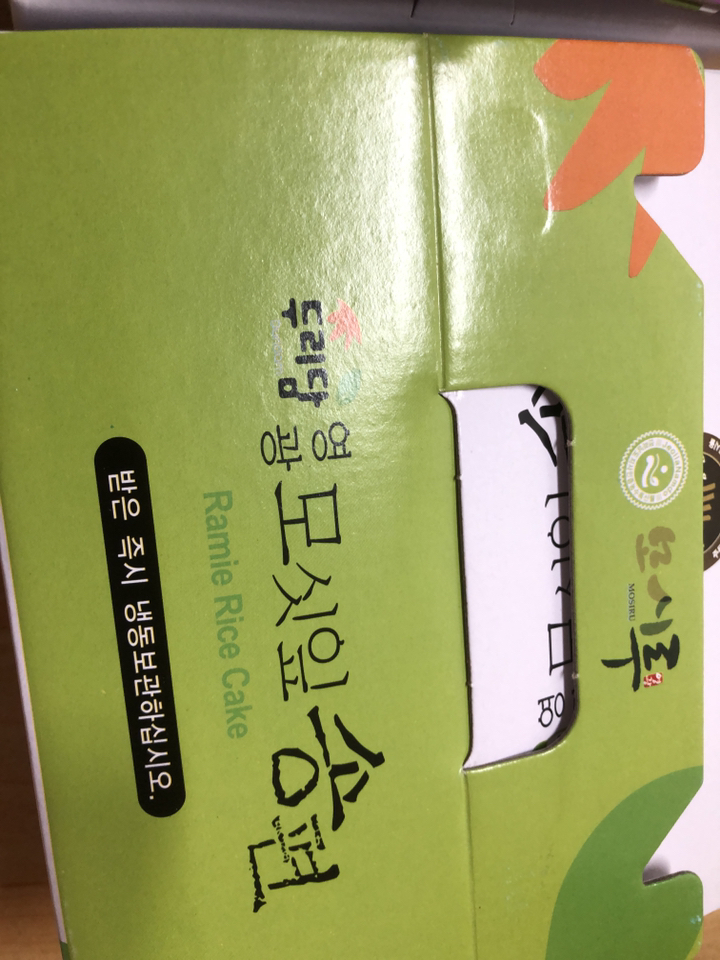 모시루
MOSIRU
두리담
영광
모싯잎송편
Ramie Rice Cake
받은 즉시 냉동보관하십시오.